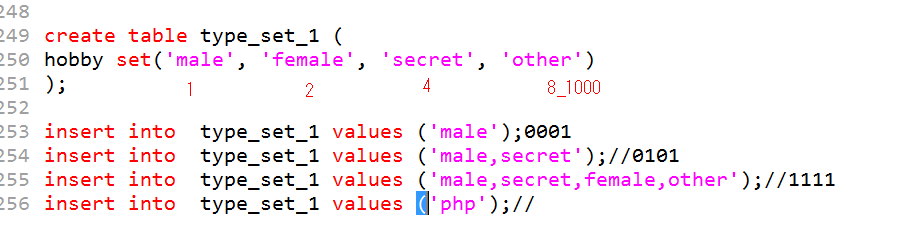 248
249 create table type_set_1 (
250 hobby set('male', 'female', 'secret', 'other')
251 );
1 2 4 8_1000
252
253 insert into  type_set_1 values ('male');0001
254 insert into  type_set_1 values ('male,secret');//0101
255 insert into  type_set_1 values ('male,secret,female,other');//1111
256 insert into  type_set_1 values ('php');//